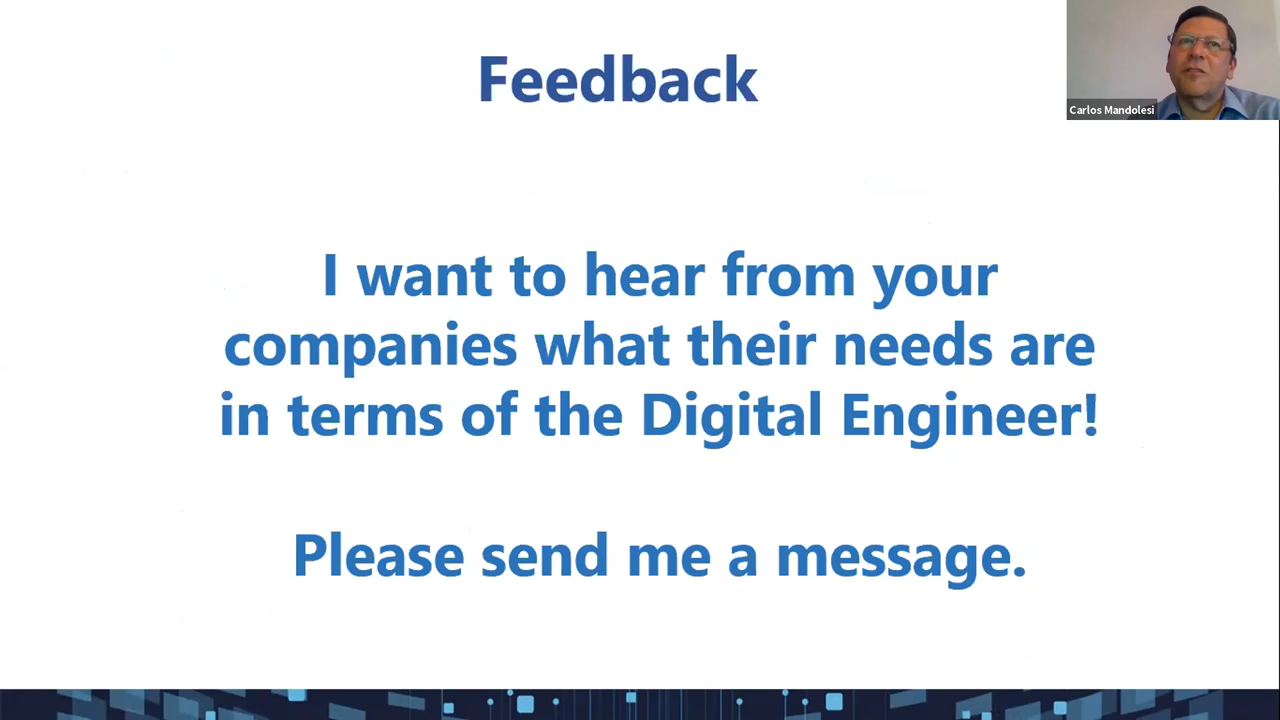 Feedback
Carlos Mandolesi
I want to hear from your
companies what their needs are
in terms of the Digital Engineer!
Please send me a message.